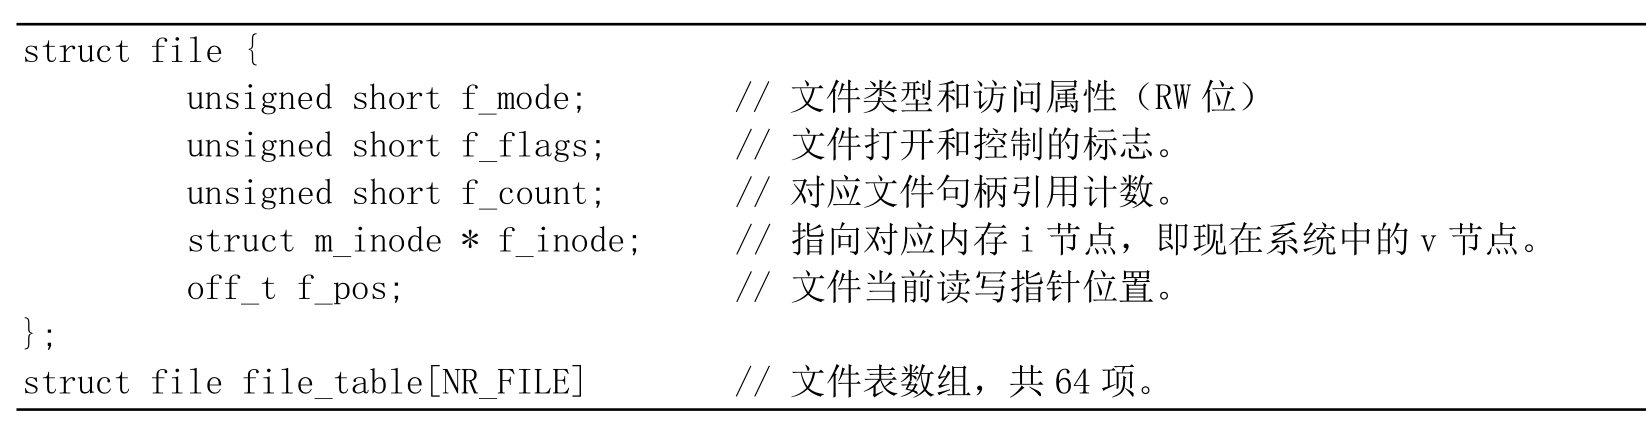 struct file {
unsigned short f_mode; // 文件类型和访问属性（RW 位）
unsigned short f_flags; // 文件打开和控制的标志。
unsigned short f_count; // 对应文件句柄引用计数。
struct m_inode * f_inode; // 指向对应内存 i 节点，即现在系统中的 v 节点。
off_t f_pos; // 文件当前读写指针位置。
};
struct file file_table[NR_FILE] // 文件表数组，共 64 项。